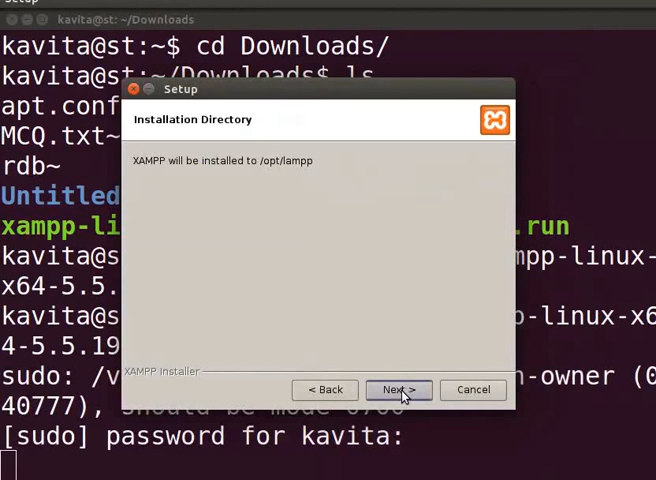 Setup
kavita@st: ~/Downloads
kavita@st:~$ cd Downloads/
kavita@st:~/Downloads$ ls
apt.conf
MCQ.txt~
rdb~
Untitled
xampp-li .run
kavita@s mpp-linux-
x64-5.5.
kavita@s p-linux-x6
4-5.5.19
sudo: /v n-owner (0
40777), should be mode 0700
[sudo] password for kavita:
Setup
Installation Directory
XAMPP will be installed to /opt/lampp
XAMPP Installer
< Back
Next >
Cancel